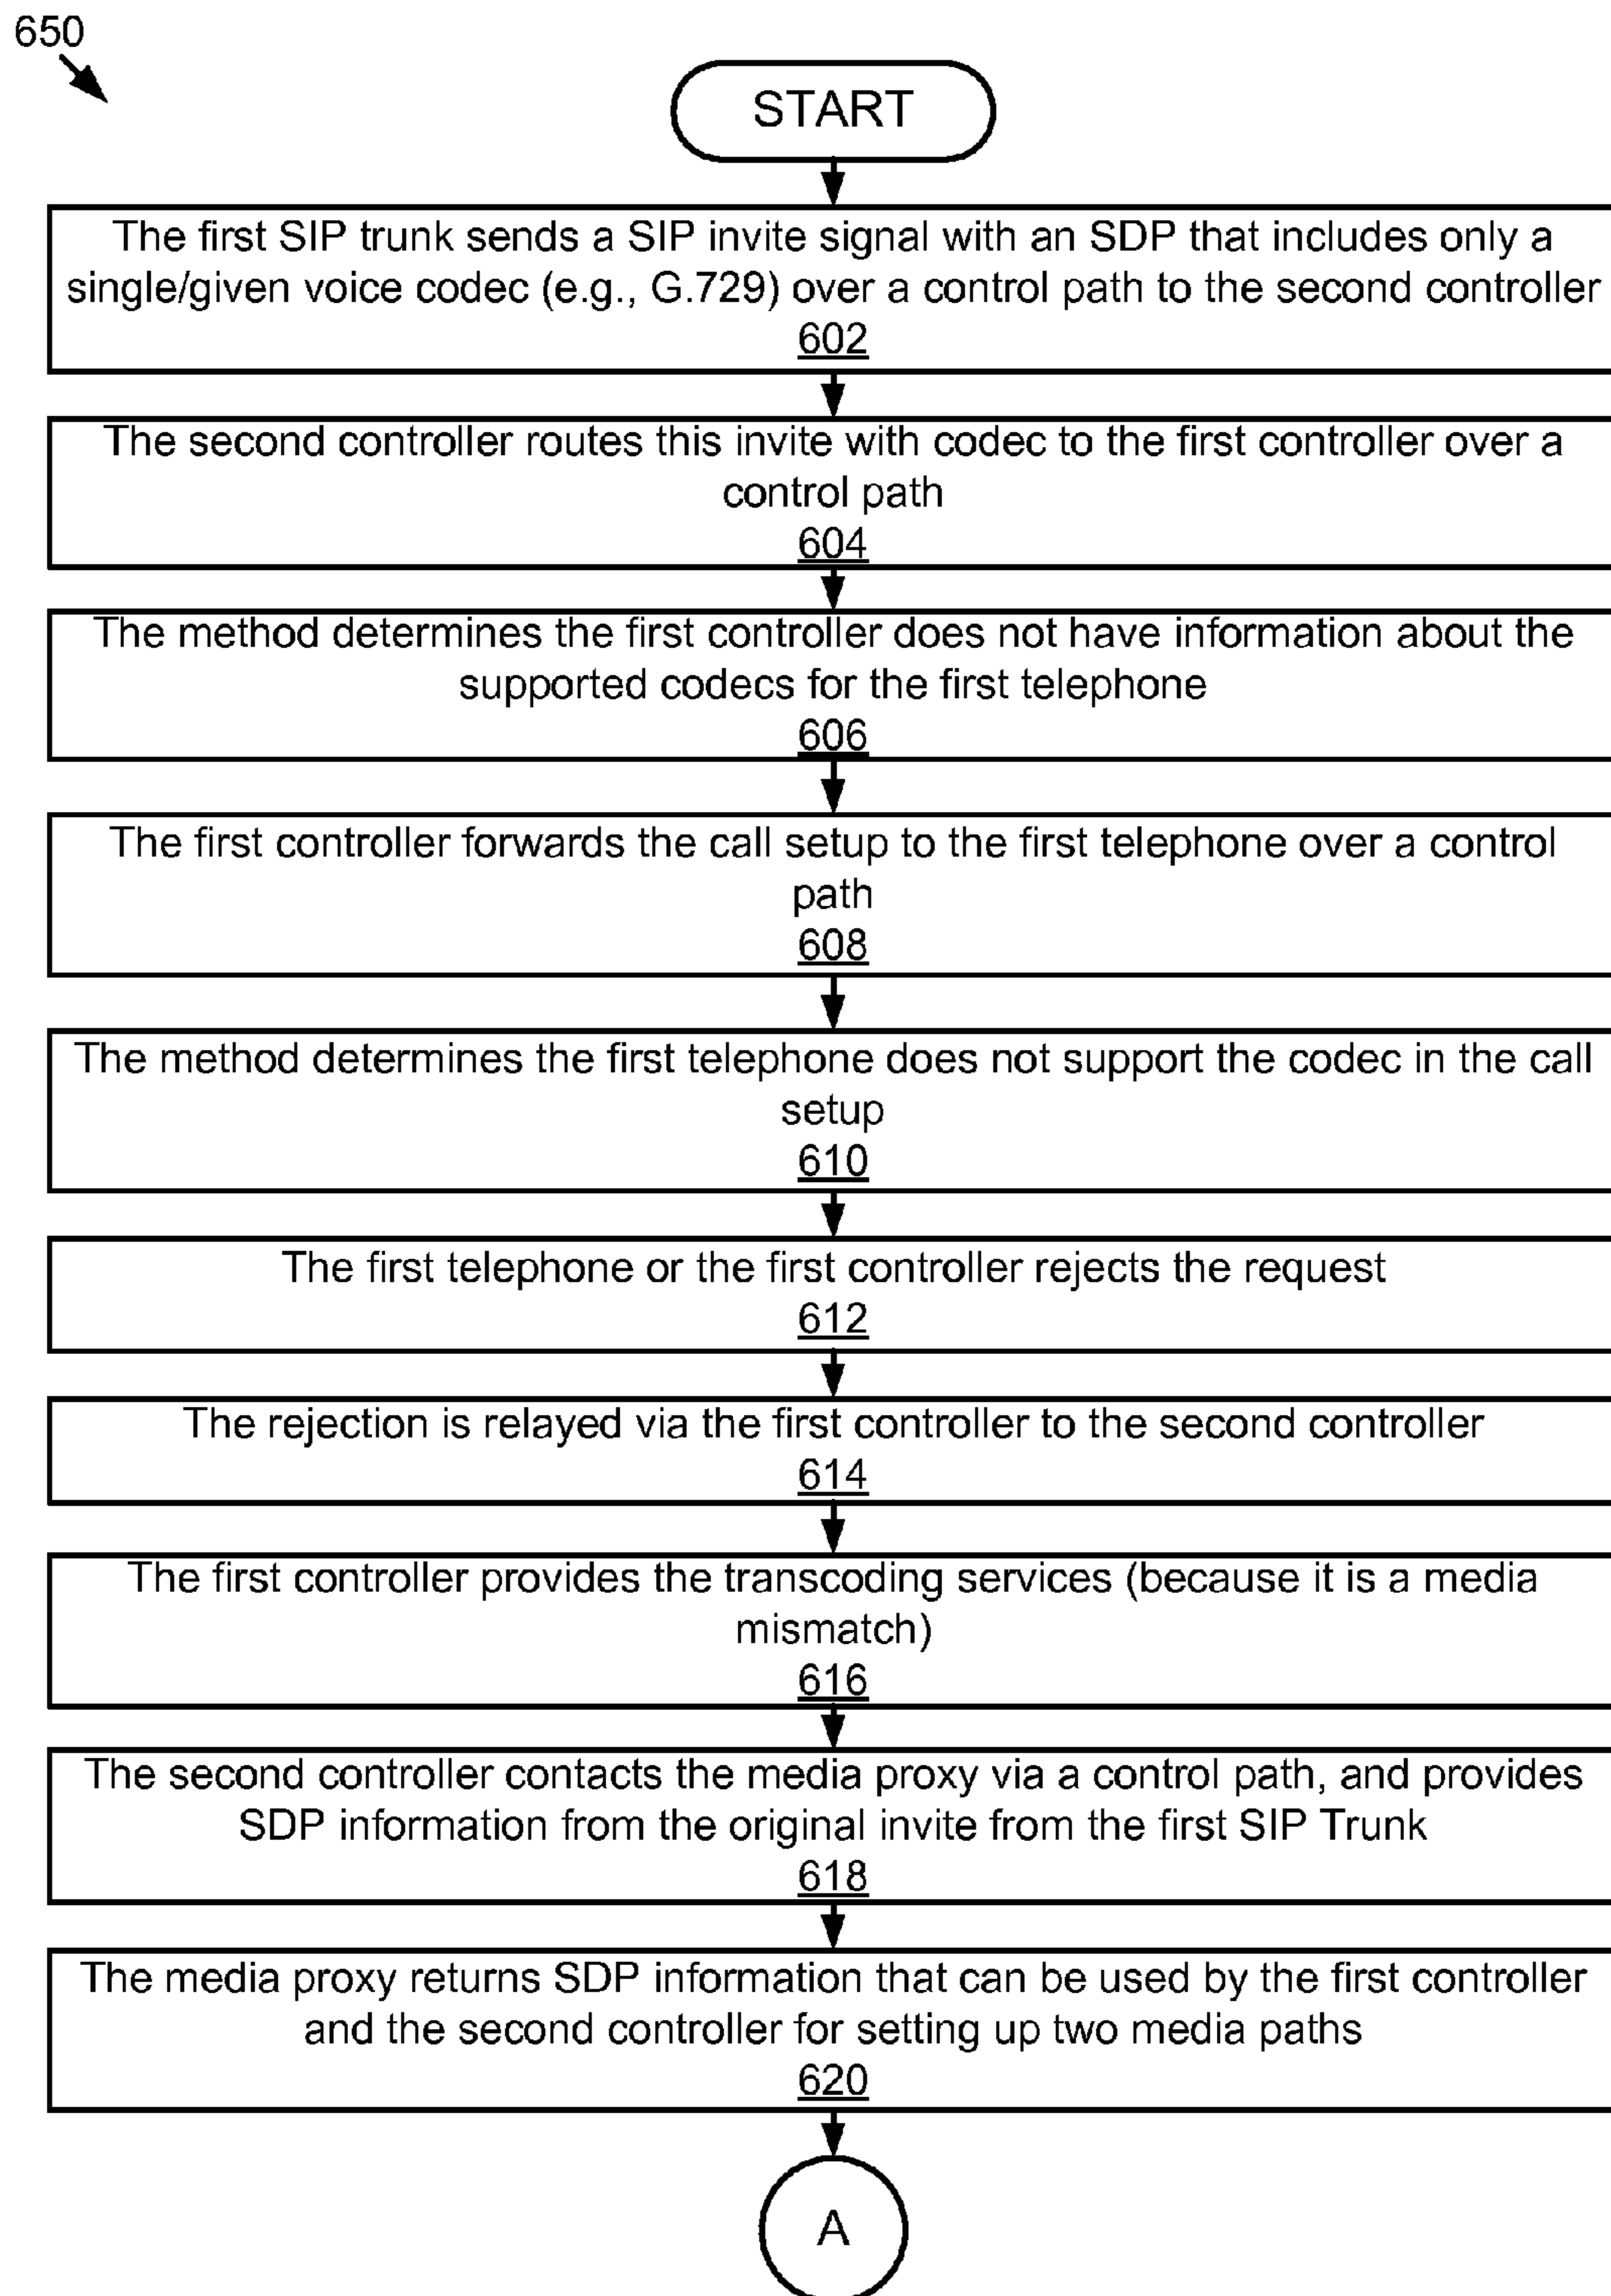 650
START
The first SIP trunk sends a SIP invite signal with an SDP that includes only a
single/given voice codec (e.g., G.729) over a control path to the second controller
602
The second controller routes this invite with codec to the first controller over a
control path
604
The method determines the first controller does not have information about the
supported codecs for the first telephone
606
The first controller forwards the call setup to the first telephone over a control
path
608
The method determines the first telephone does not support the codec in the call
setup
610
The first telephone or the first controller rejects the request
612
The rejection is relayed via the first controller to the second controller
614
The first controller provides the transcoding services (because it is a media
mismatch)
616
The second controller contacts the media proxy via a control path, and provides
SDP information from the original invite from the first SIP Trunk
618
The media proxy returns SDP information that can be used by the first controller
and the second controller for setting up two media paths
620
A